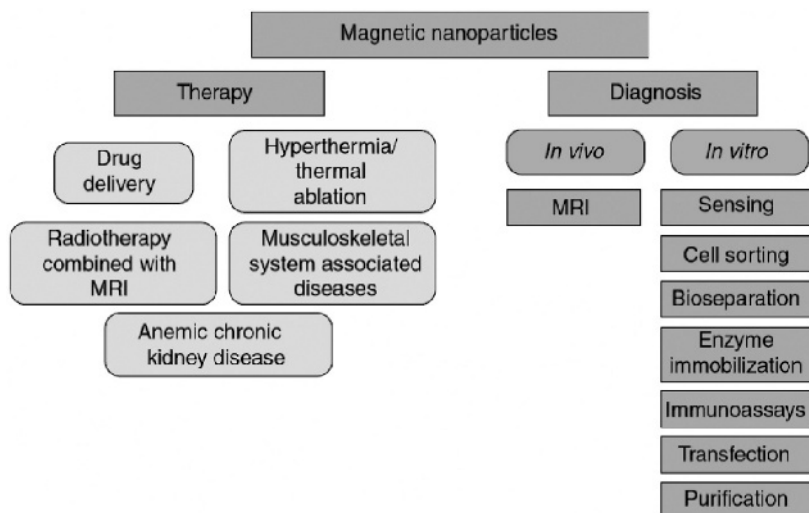 Magnetic nanoparticles
Therapy
Diagnosis
Drug
delivery
Hyperthermia/
thermal
ablation
Radiotherapy
combined with
MRI
Musculoskeletal
system associated
diseases
Anemic chronic
kidney disease
In vivo
MRI
In vitro
Sensing
Cell sorting
Bioseparation
Enzyme
immobilization
Immunoassays
Transfection
Purification